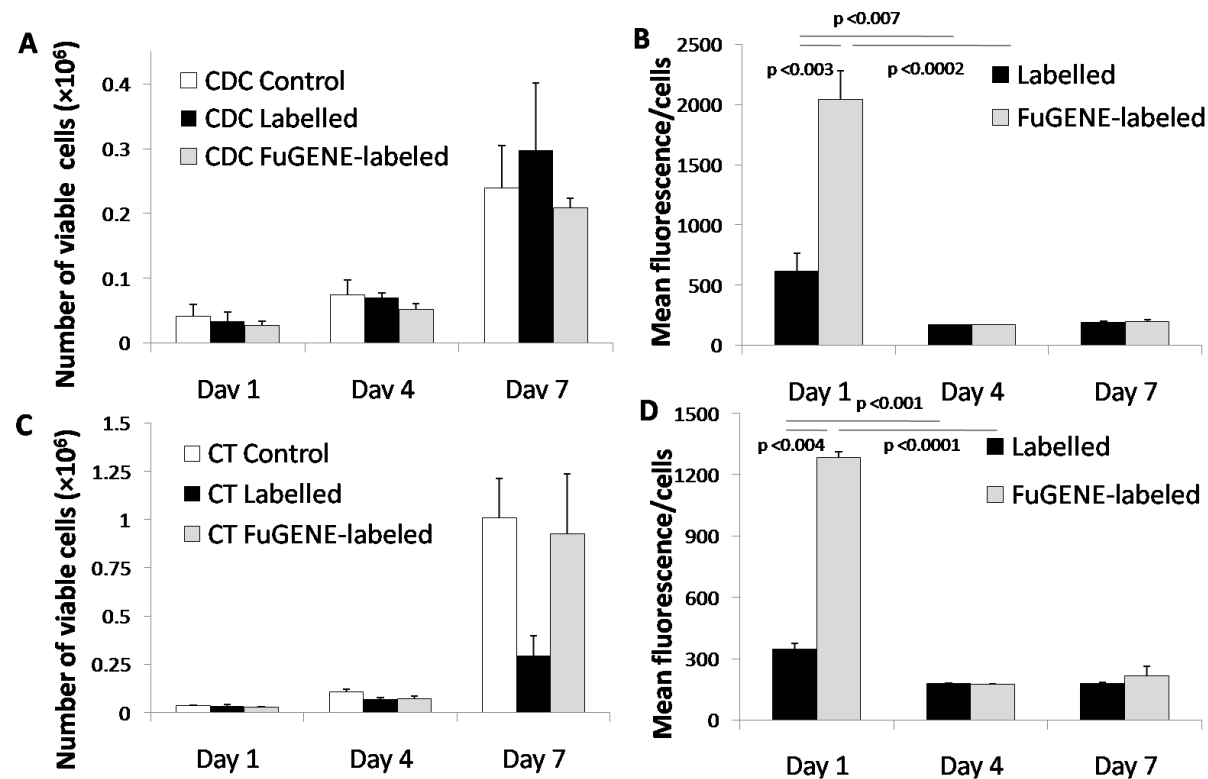 A
Number of viable cells (×10⁶)
0.4
0.3
0.2
0.1
0
CDC Control
CDC Labelled
CDC FuGENE-labeled
Day 1
Day 4
Day 7
B
Mean fluorescence/cells
2500
2000
1500
1000
500
0
p <0.007
p <0.003
p <0.0002
Labelled
FuGENE-labeled
Day 1
Day 4
Day 7
C
Number of viable cells (×10⁶)
1.5
1.25
1
0.75
0.5
0.25
0
CT Control
CT Labelled
CT FuGENE-labeled
Day 1
Day 4
Day 7
D
Mean fluorescence/cells
1500
1200
900
600
300
0
p <0.001
p <0.004
p <0.0001
Labelled
FuGENE-labeled
Day 1
Day 4
Day 7